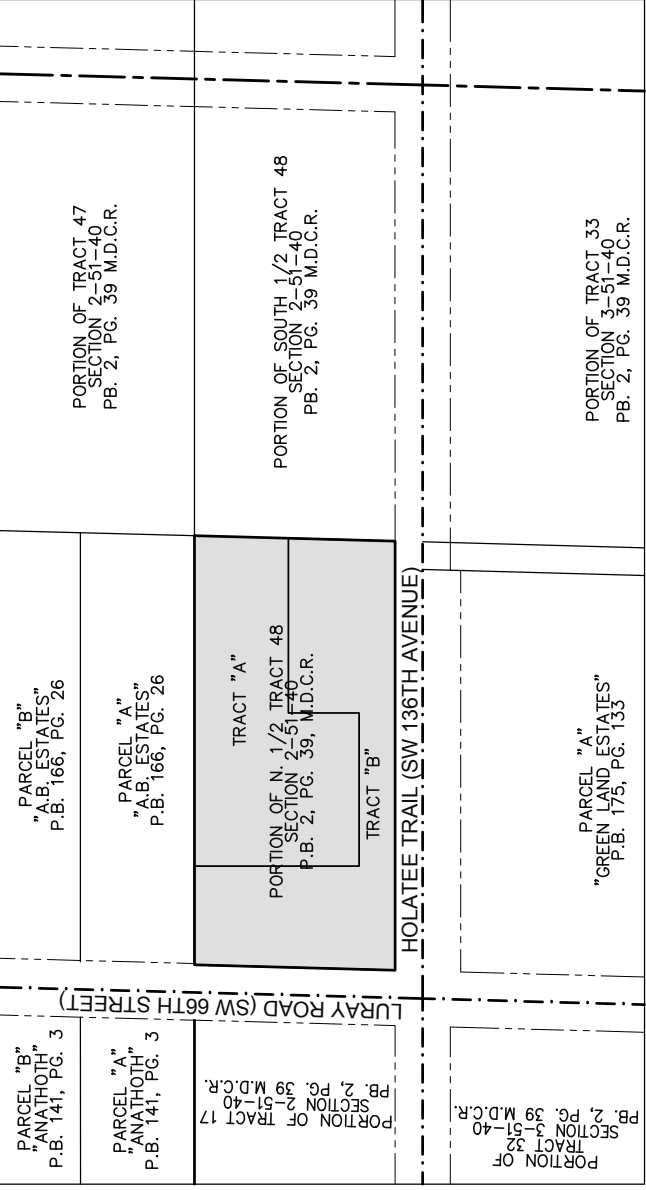 PORTION OF TRACT 47
SECTION 2-51-40
PB. 2, PG. 39 M.D.C.R.
PORTION OF SOUTH 1/2 TRACT 48
SECTION 2-51-40
PB. 2, PG. 39 M.D.C.R.
PORTION OF TRACT 33
SECTION 3-51-40
PB. 2, PG. 39 M.D.C.R.
PARCEL "B"
"A.B. ESTATES"
P.B. 166, PG. 26
PARCEL "A"
"A.B. ESTATES"
P.B. 166, PG. 26
TRACT "A"
PORTION OF N. 1/2 TRACT 48
SECTION 2-51-40
P.B. 2, PG. 39, M.D.C.R.
TRACT "B"
HOLATEE TRAIL (SW 136TH AVENUE)
PARCEL "A"
"GREEN LAND ESTATES"
P.B. 175, PG. 133
LURAY ROAD (SW 66TH STREET)
PARCEL "B"
"ANATHOTH"
P.B. 141, PG. 3
PARCEL "A"
"ANATHOTH"
P.B. 141, PG. 3
PORTION OF TRACT 17
SECTION 2-51-40
PB. 2, PG. 39 M.D.C.R.
PORTION OF
TRACT 32
SECTION 3-51-40
PB. 2, PG. 39 M.D.C.R.